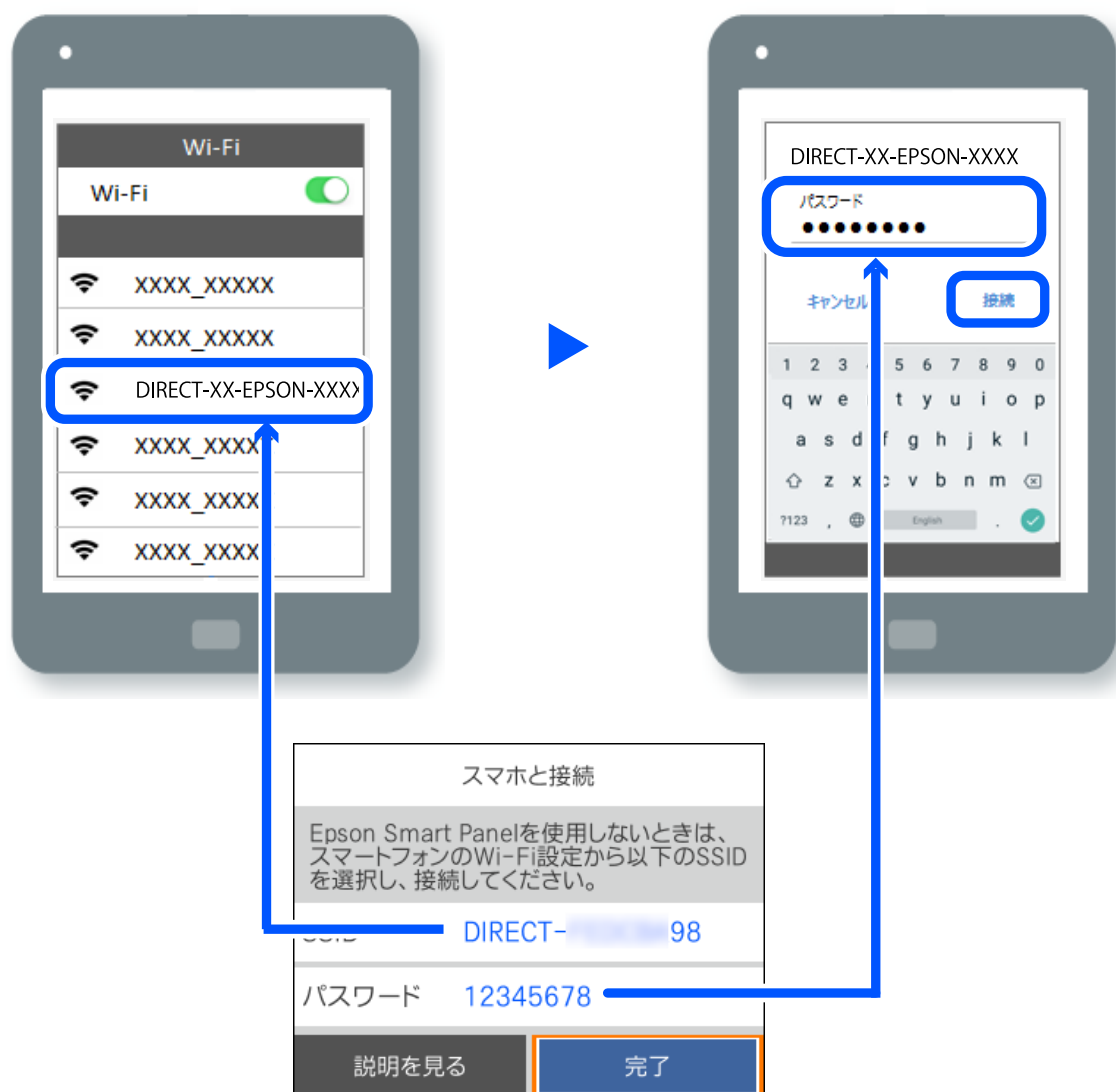 Wi-Fi
Wi-Fi
XXXX_XXXXX
XXXX_XXXXX
DIRECT-XX-EPSON-XXXX
XXXX_XXXX
XXXX_XXXX
XXXX_XXXX
DIRECT-XX-EPSON-XXXX
パスワード
●●●●●●●●
キャンセル
接続
1 2 3 5 6 7 8 9 0
q w e t y u i o p
a s d f g h j k l
z x c v b n m
?123 , English .
スマホと接続
Epson Smart Panelを使用しないときは、
スマートフォンのWi-Fi設定から以下のSSID
を選択し、接続してください。
SSID DIRECT- 98
パスワード 12345678
説明を見る 完了